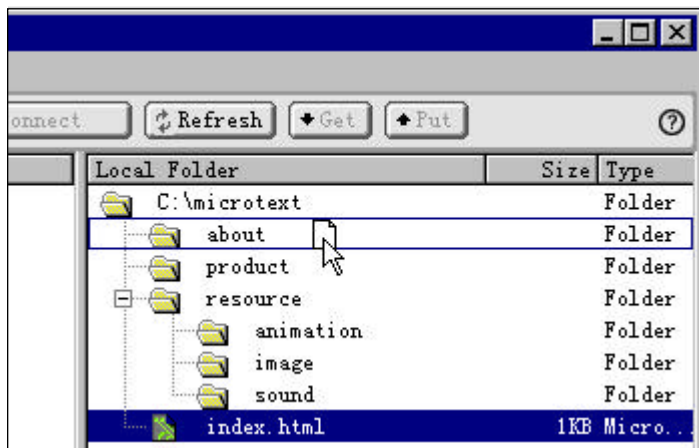 onnect Refresh Get Put
Local Folder Size Type
C:\microtext Folder
about Folder
product Folder
resource Folder
animation Folder
image Folder
sound Folder
index.html 1KB Micro...